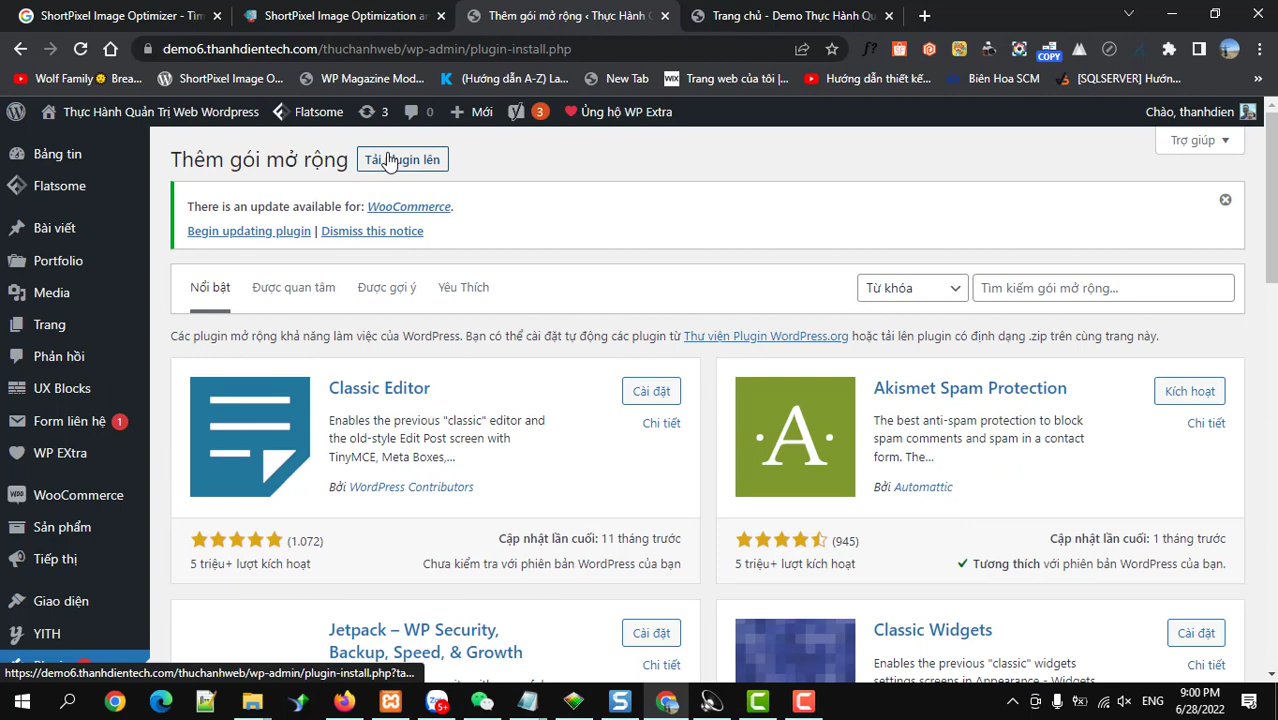 ShortPixel Image Optimizer - Tim
ShortPixel Image Optimization an
Thêm gói mở rộng ‹ Thực Hành Q
Trang chủ - Demo Thực Hành Qu
demo6.thanhdientech.com/thuchanhweb/wp-admin/plugin-install.php
f?
COPY
Wolf Family Brea...
ShortPixel Image O...
WP Magazine Mod...
(Hướng dẫn A-Z) La...
New Tab
WIX Trang web của tôi |...
Hướng dẫn thiết kế...
Biên Hoa SCM
[SQLSERVER] Hướn...
Thực Hành Quản Trị Web Wordpress
Flatsome
3
0
Mới
3
Ủng hộ WP Extra
Chào, thanhdien
Bảng tin
Flatsome
Bài viết
Portfolio
Media
Trang
Phản hồi
UX Blocks
Form liên hệ 1
WP EXtra
WooCommerce
Sản phẩm
Tiếp thị
Giao diện
YITH
Thêm gói mở rộng
Tải plugin lên
Trợ giúp
There is an update available for: WooCommerce.
Begin updating plugin | Dismiss this notice
Nổi bật
Được quan tâm
Được gợi ý
Yêu Thích
Từ khóa
Tìm kiếm gói mở rộng...
Các plugin mở rộng khả năng làm việc của WordPress. Bạn có thể cài đặt tự động các plugin từ Thư viện Plugin WordPress.org hoặc tải lên plugin có định dạng .zip trên cùng trang này.
Classic Editor
Cài đặt
Chi tiết
Enables the previous "classic" editor and
the old-style Edit Post screen with
TinyMCE, Meta Boxes,...
Bởi WordPress Contributors
(1.072)
5 triệu+ lượt kích hoạt
Cập nhật lần cuối: 11 tháng trước
Chưa kiểm tra với phiên bản WordPress của bạn
A
Akismet Spam Protection
Kích hoạt
Chi tiết
The best anti-spam protection to block
spam comments and spam in a contact
form. The...
Bởi Automattic
(945)
5 triệu+ lượt kích hoạt
Cập nhật lần cuối: 1 tháng trước
Tương thích với phiên bản WordPress của bạn.
Jetpack – WP Security,
Backup, Speed, & Growth
Cài đặt
Chi tiết
Classic Widgets
Cài đặt
Chi tiết
Enables the previous "classic" widgets
https://demo6.thanhdientech.com/thuchanhweb/wp-admin/plugin-install.php?ta...
Zalo
5+
ENG
9:00 PM
6/28/2022